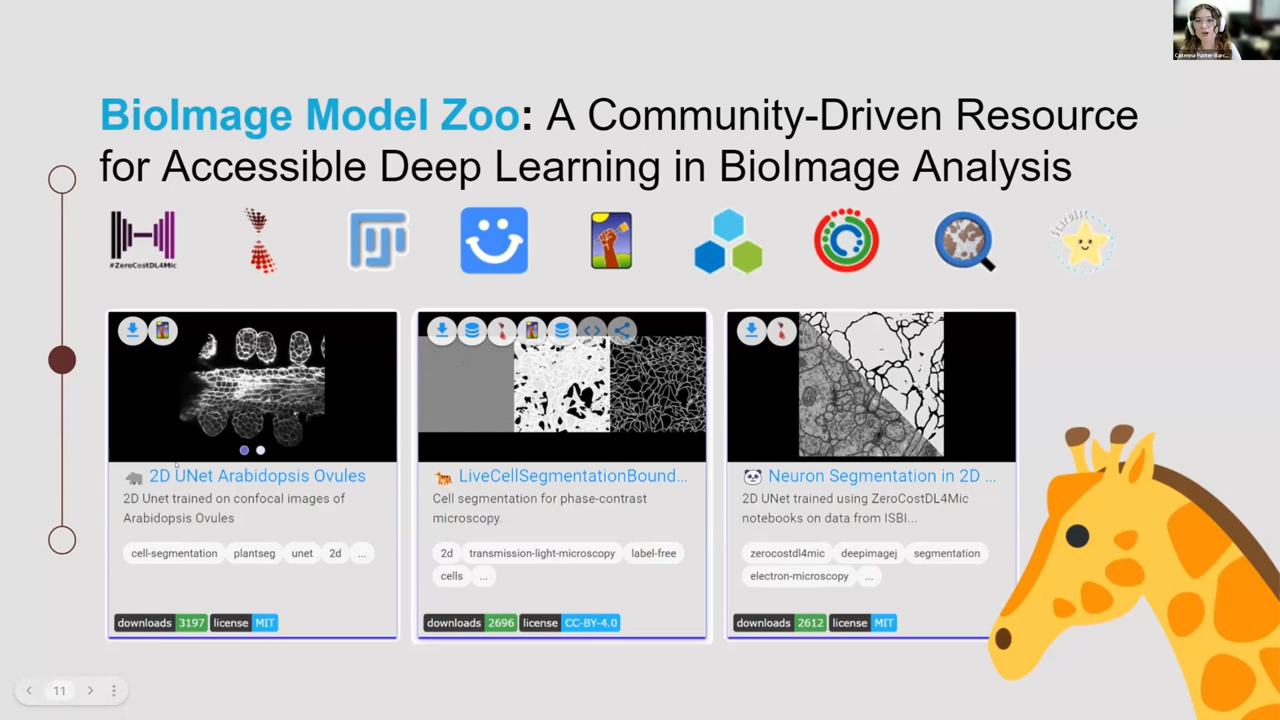 BioImage Model Zoo: A Community-Driven Resource
for Accessible Deep Learning in BioImage Analysis
#ZeroCostDL4Mic
2D UNet Arabidopsis Ovules
2D Unet trained on confocal images of
Arabidopsis Ovules
cell-segmentation plantseg unet 2d ...
downloads 3197 license MIT
LiveCellSegmentationBound...
Cell segmentation for phase-contrast
microscopy.
2d transmission-light-microscopy label-free
cells ...
downloads 2696 license CC-BY-4.0
Neuron Segmentation in 2D ...
2D UNet trained using ZeroCostDL4Mic
notebooks on data from ISBI...
zerocostdl4mic deepimagej segmentation
electron-microscopy ...
downloads 2612 license MIT
11